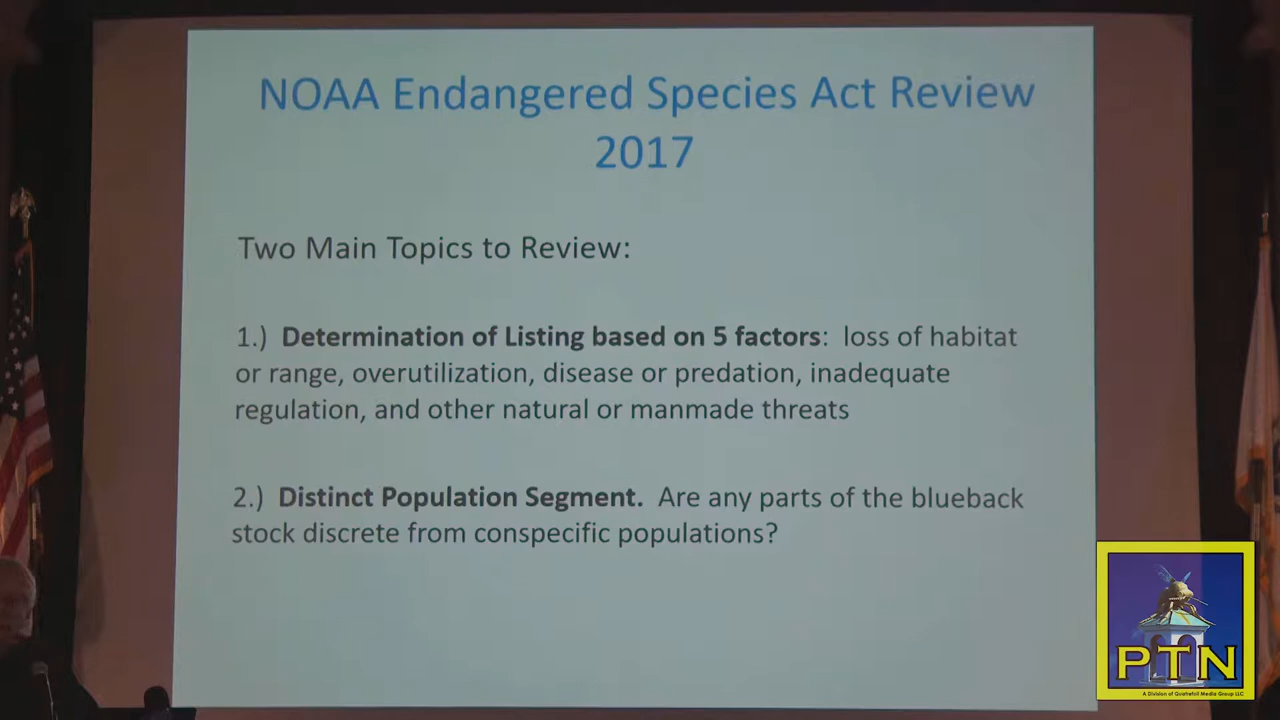 NOAA Endangered Species Act Review
2017
Two Main Topics to Review:
1.) Determination of Listing based on 5 factors: loss of habitat
or range, overutilization, disease or predation, inadequate
regulation, and other natural or manmade threats
2.) Distinct Population Segment. Are any parts of the blueback
stock discrete from conspecific populations?
PTN
A Division of Quatrefoil Media Group LLC